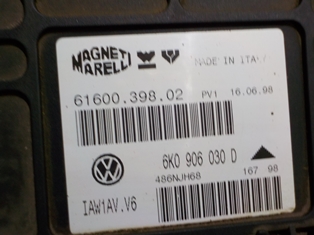 MAGNETI
MARELLI
MADE IN ITALY
61600.398.02 PV1 16.06.98
6K0 906 030 D
486NJH68 167 98
IAW1AV.V6